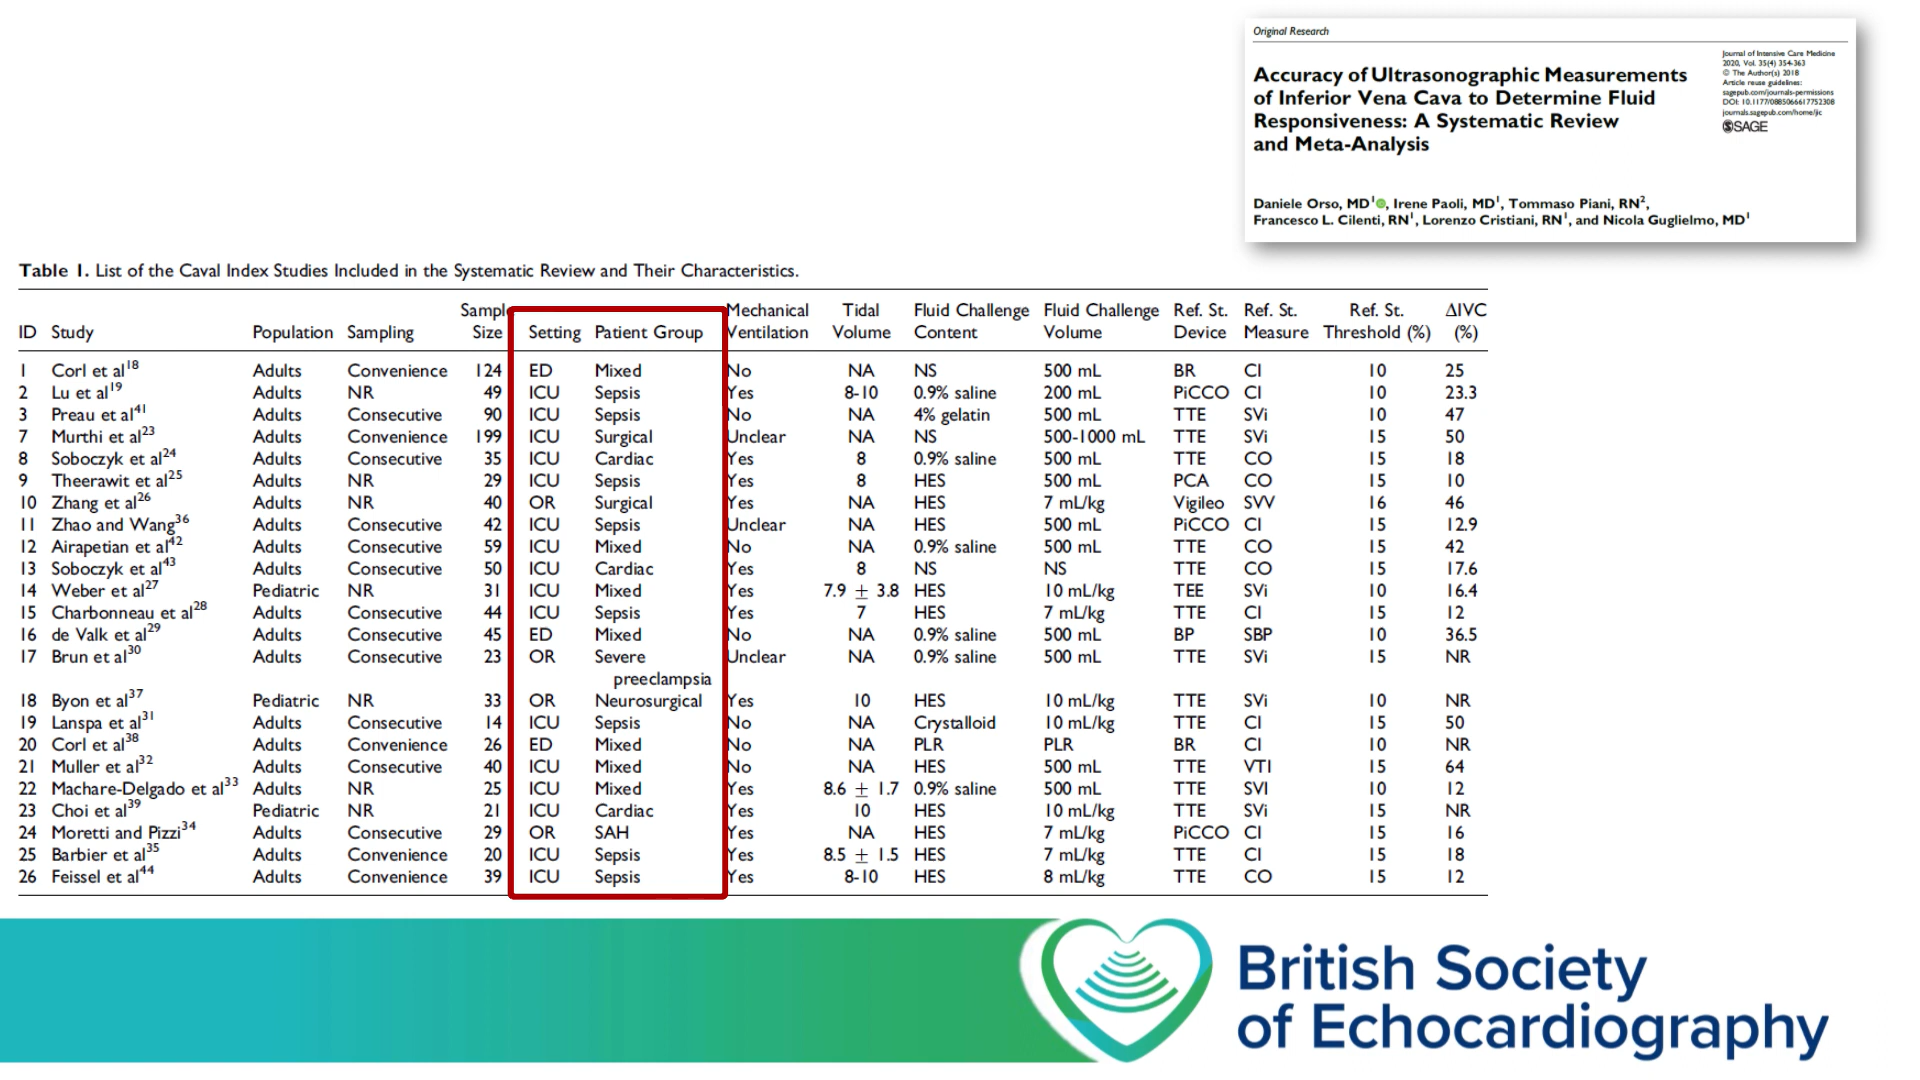 Original Research
Accuracy of Ultrasonographic Measurements
of Inferior Vena Cava to Determine Fluid
Responsiveness: A Systematic Review
and Meta-Analysis
Journal of Intensive Care Medicine
2020, Vol. 35(4) 354-363
© The Author(s) 2018
Article reuse guidelines:
sagepub.com/journals-permissions
DOI: 10.1177/0885066617752308
journals.sagepub.com/home/jic
SAGE
Daniele Orso, MD1, Irene Paoli, MD1, Tommaso Piani, RN2,
Francesco L. Cilenti, RN1, Lorenzo Cristiani, RN1, and Nicola Guglielmo, MD1
Table 1. List of the Caval Index Studies Included in the Systematic Review and Their Characteristics.
ID Study Population Sampling Sample Size Setting Patient Group Mechanical Ventilation Tidal Volume Fluid Challenge Content Fluid Challenge Volume Ref. St. Device Ref. St. Measure Ref. St. Threshold (%) ΔIVC (%)
1 Corl et al18 Adults Convenience 124 ED Mixed No NA NS 500 mL BR CI 10 25
2 Lu et al19 Adults NR 49 ICU Sepsis Yes 8-10 0.9% saline 200 mL PiCCO CI 10 23.3
3 Preau et al41 Adults Consecutive 90 ICU Sepsis No NA 4% gelatin 500 mL TTE SVi 10 47
7 Murthi et al23 Adults Convenience 199 ICU Surgical Unclear NA NS 500-1000 mL TTE SVi 15 50
8 Soboczyk et al24 Adults Consecutive 35 ICU Cardiac Yes 8 0.9% saline 500 mL TTE CO 15 18
9 Theerawit et al25 Adults NR 29 ICU Sepsis Yes 8 HES 500 mL PCA CO 15 10
10 Zhang et al26 Adults NR 40 OR Surgical Yes NA HES 7 mL/kg Vigileo SVV 16 46
11 Zhao and Wang36 Adults Consecutive 42 ICU Sepsis Unclear NA HES 500 mL PiCCO CI 15 12.9
12 Airapetian et al42 Adults Consecutive 59 ICU Mixed No NA 0.9% saline 500 mL TTE CO 15 42
13 Soboczyk et al43 Adults Consecutive 50 ICU Cardiac Yes 8 NS NS TTE CO 15 17.6
14 Weber et al27 Pediatric NR 31 ICU Mixed Yes 7.9 ± 3.8 HES 10 mL/kg TEE SVi 10 16.4
15 Charbonneau et al28 Adults Consecutive 44 ICU Sepsis Yes 7 HES 7 mL/kg TTE CI 15 12
16 de Valk et al29 Adults Consecutive 45 ED Mixed No NA 0.9% saline 500 mL BP SBP 10 36.5
17 Brun et al30 Adults Consecutive 23 OR Severe preeclampsia Unclear NA 0.9% saline 500 mL TTE SVi 15 NR
18 Byon et al37 Pediatric NR 33 OR Neurosurgical Yes 10 HES 10 mL/kg TTE SVi 10 NR
19 Lanspa et al31 Adults Consecutive 14 ICU Sepsis No NA Crystalloid 10 mL/kg TTE CI 15 50
20 Corl et al38 Adults Convenience 26 ED Mixed No NA PLR PLR BR CI 10 NR
21 Muller et al32 Adults Consecutive 40 ICU Mixed No NA HES 500 mL TTE VTI 15 64
22 Machare-Delgado et al33 Adults NR 25 ICU Mixed Yes 8.6 ± 1.7 0.9% saline 500 mL TTE SVI 10 12
23 Choi et al39 Pediatric NR 21 ICU Cardiac Yes 10 HES 10 mL/kg TTE SVi 15 NR
24 Moretti and Pizzi34 Adults Consecutive 29 OR SAH Yes NA HES 7 mL/kg PiCCO CI 15 16
25 Barbier et al35 Adults Convenience 20 ICU Sepsis Yes 8.5 ± 1.5 HES 7 mL/kg TTE CI 15 18
26 Feissel et al44 Adults Convenience 39 ICU Sepsis Yes 8-10 HES 8 mL/kg TTE CO 15 12
British Society
of Echocardiography